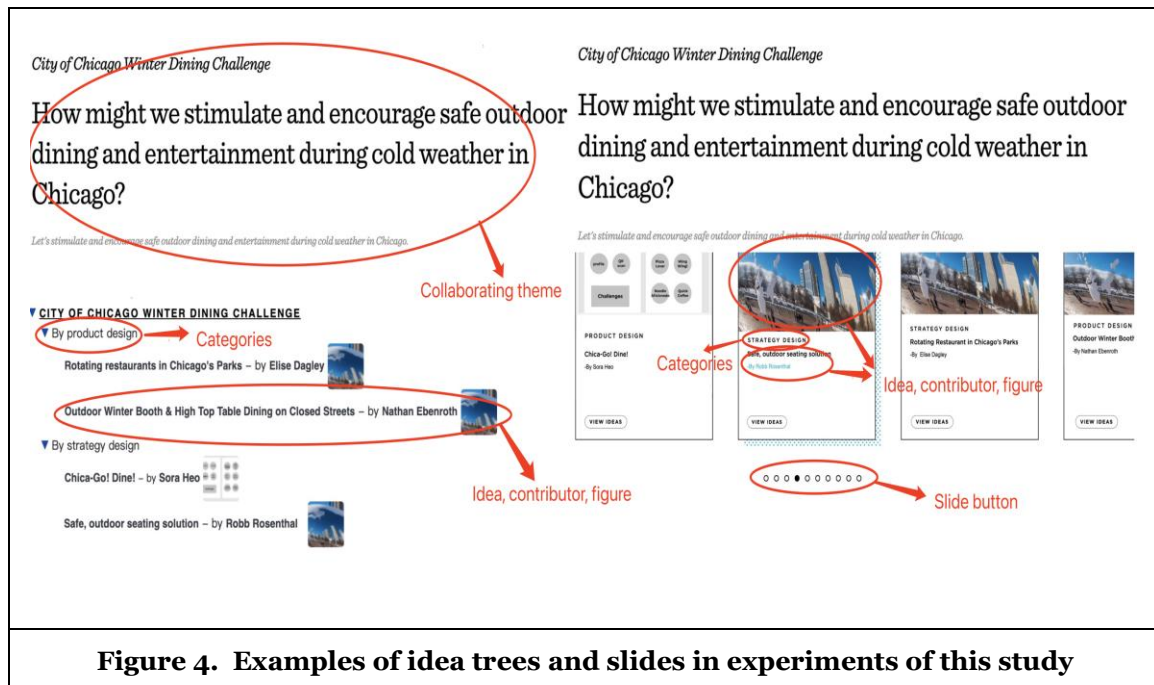 City of Chicago Winter Dining Challenge
How might we stimulate and encourage safe outdoor
dining and entertainment during cold weather in
Chicago?
Let's stimulate and encourage safe outdoor dining and entertainment during cold weather in Chicago.
Collaborating theme
CITY OF CHICAGO WINTER DINING CHALLENGE
By product design
Categories
Rotating restaurants in Chicago's Parks – by Elise Dagley
Outdoor Winter Booth & High Top Table Dining on Closed Streets – by Nathan Ebenroth
By strategy design
Chica-Go! Dine! – by Sora Heo
Idea, contributor, figure
Safe, outdoor seating solution – by Robb Rosenthal
City of Chicago Winter Dining Challenge
How might we stimulate and encourage safe outdoor
dining and entertainment during cold weather in
Chicago?
Let's stimulate and encourage safe outdoor dining and entertainment during cold weather in Chicago.
profile
Challenges
PRODUCT DESIGN
Chica-Go! Dine!
-By Sora Heo
VIEW IDEAS
Categories
STRATEGY DESIGN
Safe, outdoor seating solution
-By Robb Rosenthal
VIEW IDEAS
STRATEGY DESIGN
Rotating Restaurant in Chicago's Parks
-By Elise Dagley
Idea, contributor, figure
VIEW IDEAS
PRODUCT DESIGN
Outdoor Winter Booth
-By Nathan Ebenroth
VIEW IDEAS
Slide button
Figure 4. Examples of idea trees and slides in experiments of this study